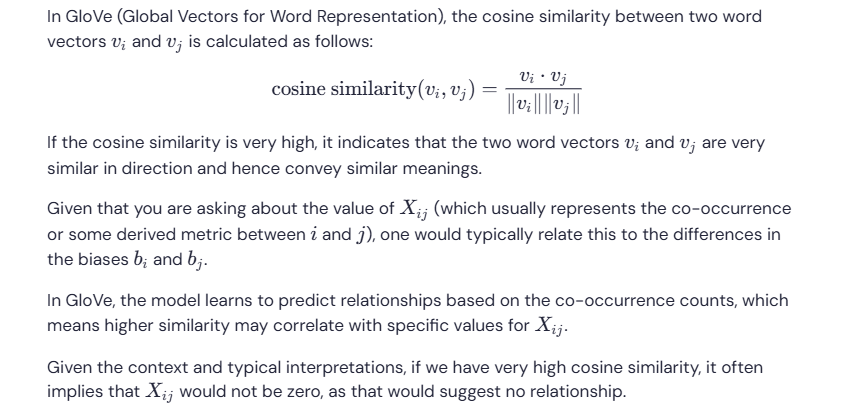 In GloVe (Global Vectors for Word Representation), the cosine similarity between two word
vectors $v_i$ and $v_j$ is calculated as follows:
$\text{cosine similarity}(v_i, v_j) = \frac{v_i \cdot v_j}{\|v_i\| \|v_j\|}$
If the cosine similarity is very high, it indicates that the two word vectors $v_i$ and $v_j$ are very
similar in direction and hence convey similar meanings.
Given that you are asking about the value of $X_{ij}$ (which usually represents the co-occurrence
or some derived metric between $i$ and $j$), one would typically relate this to the differences in
the biases $b_i$ and $b_j$.
In GloVe, the model learns to predict relationships based on the co-occurrence counts, which
means higher similarity may correlate with specific values for $X_{ij}$.
Given the context and typical interpretations, if we have very high cosine similarity, it often
implies that $X_{ij}$ would not be zero, as that would suggest no relationship.